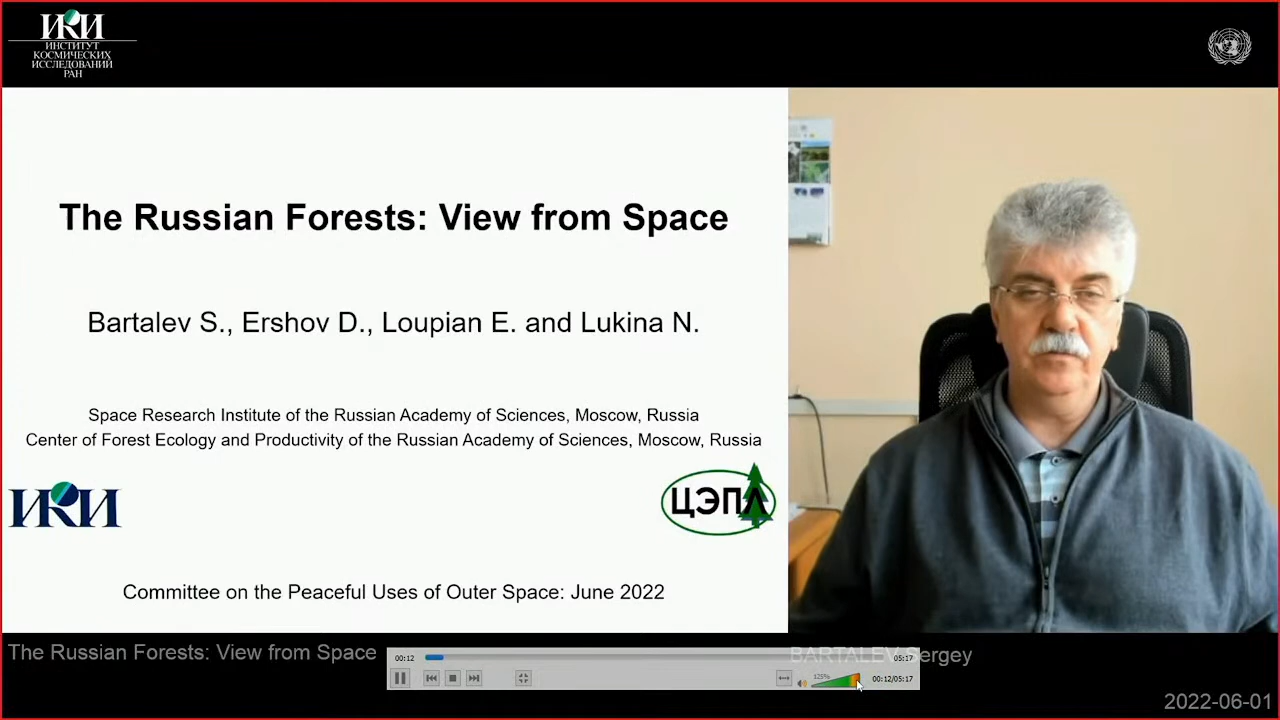 ИКИ
ИНСТИТУТ
КОСМИЧЕСКИХ
ИССЛЕДОВАНИЙ
РАН
The Russian Forests: View from Space
Bartalev S., Ershov D., Loupian E. and Lukina N.
Space Research Institute of the Russian Academy of Sciences, Moscow, Russia
Center of Forest Ecology and Productivity of the Russian Academy of Sciences, Moscow, Russia
ИКИ
ЦЭПЛ
Committee on the Peaceful Uses of Outer Space: June 2022
The Russian Forests: View from Space
BARTALEV Sergey
00:12
05:17
125%
00:12/05:17
2022-06-01